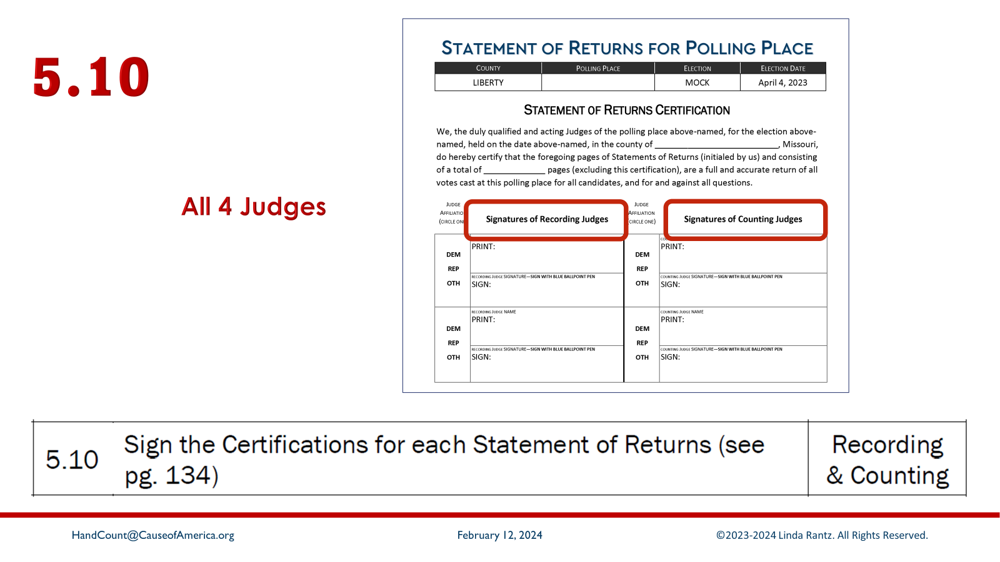 5.10
All 4 Judges
STATEMENT OF RETURNS FOR POLLING PLACE
COUNTY POLLING PLACE ELECTION ELECTION DATE
LIBERTY MOCK April 4, 2023
STATEMENT OF RETURNS CERTIFICATION
We, the duly qualified and acting Judges of the polling place above-named, for the election above-
named, held on the date above-named, in the county of ____________________________, Missouri,
do hereby certify that the foregoing pages of Statements of Returns (initialed by us) and consisting
of a total of ______________ pages (excluding this certification), are a full and accurate return of all
votes cast at this polling place for all candidates, and for and against all questions.
JUDGE
AFFILIATION
(CIRCLE ONE)
Signatures of Recording Judges
JUDGE
AFFILIATION
(CIRCLE ONE)
Signatures of Counting Judges
DEM
REP
OTH
PRINT:
RECORDING JUDGE SIGNATURE—SIGN WITH BLUE BALLPOINT PEN
SIGN:
DEM
REP
OTH
PRINT:
COUNTING JUDGE SIGNATURE—SIGN WITH BLUE BALLPOINT PEN
SIGN:
DEM
REP
OTH
RECORDING JUDGE NAME
PRINT:
RECORDING JUDGE SIGNATURE—SIGN WITH BLUE BALLPOINT PEN
SIGN:
DEM
REP
OTH
COUNTING JUDGE NAME
PRINT:
COUNTING JUDGE SIGNATURE—SIGN WITH BLUE BALLPOINT PEN
SIGN:
5.10
Sign the Certifications for each Statement of Returns (see
pg. 134)
Recording
& Counting
HandCount@CauseofAmerica.org
February 12, 2024
©2023-2024 Linda Rantz. All Rights Reserved.